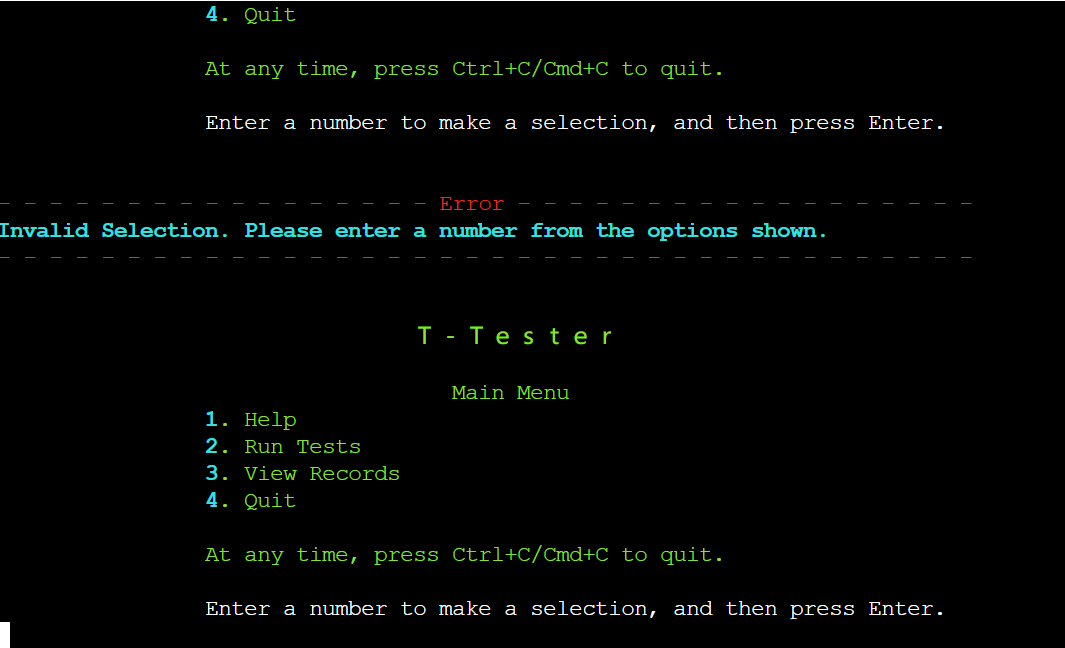 4. Quit
At any time, press Ctrl+C/Cmd+C to quit.
Enter a number to make a selection, and then press Enter.
- - - - - - - - - - - - - - - - - Error - - - - - - - - - - - - - - - - - -
Invalid Selection. Please enter a number from the options shown.
- - - - - - - - - - - - - - - - - - - - - - - - - - - - - - - - - - - - - -
T - T e s t e r
Main Menu
1. Help
2. Run Tests
3. View Records
4. Quit
At any time, press Ctrl+C/Cmd+C to quit.
Enter a number to make a selection, and then press Enter.